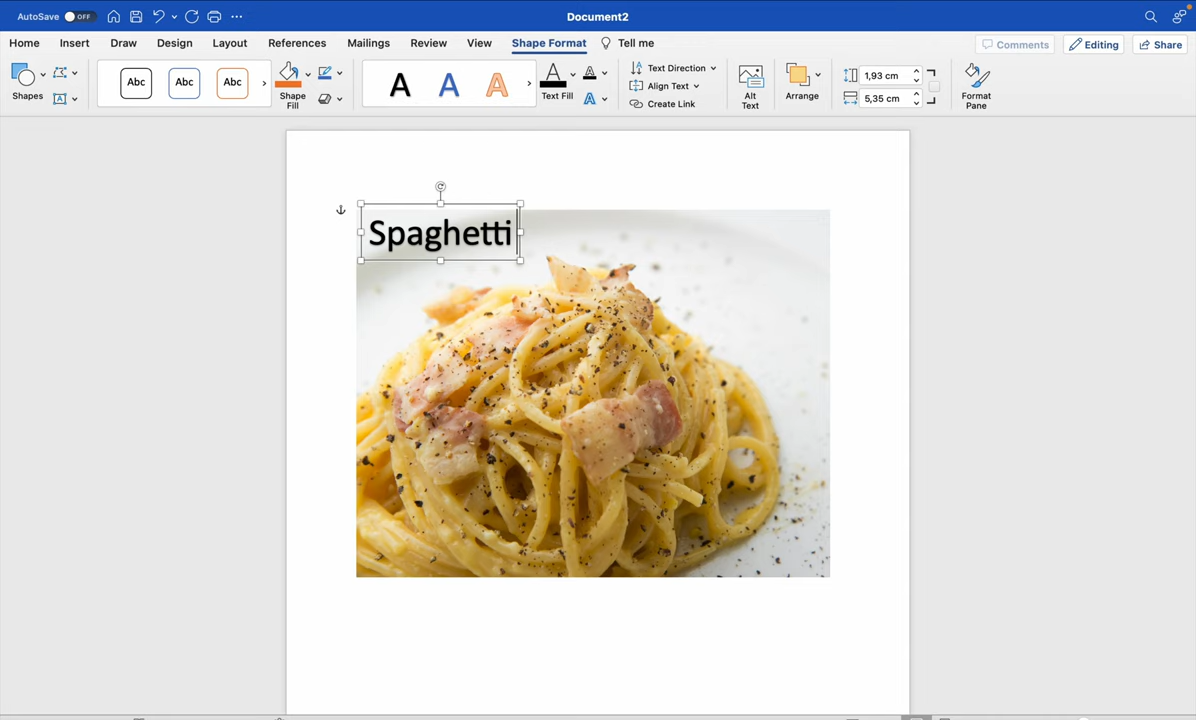 AutoSave OFF
Document2
Home Insert Draw Design Layout References Mailings Review View Shape Format Tell me
Comments Editing Share
Shapes
Abc Abc Abc
Shape Fill
A A A
Text Fill
Text Direction
Align Text
Create Link
Alt Text
Arrange
1,93 cm
5,35 cm
Format Pane
Spaghetti